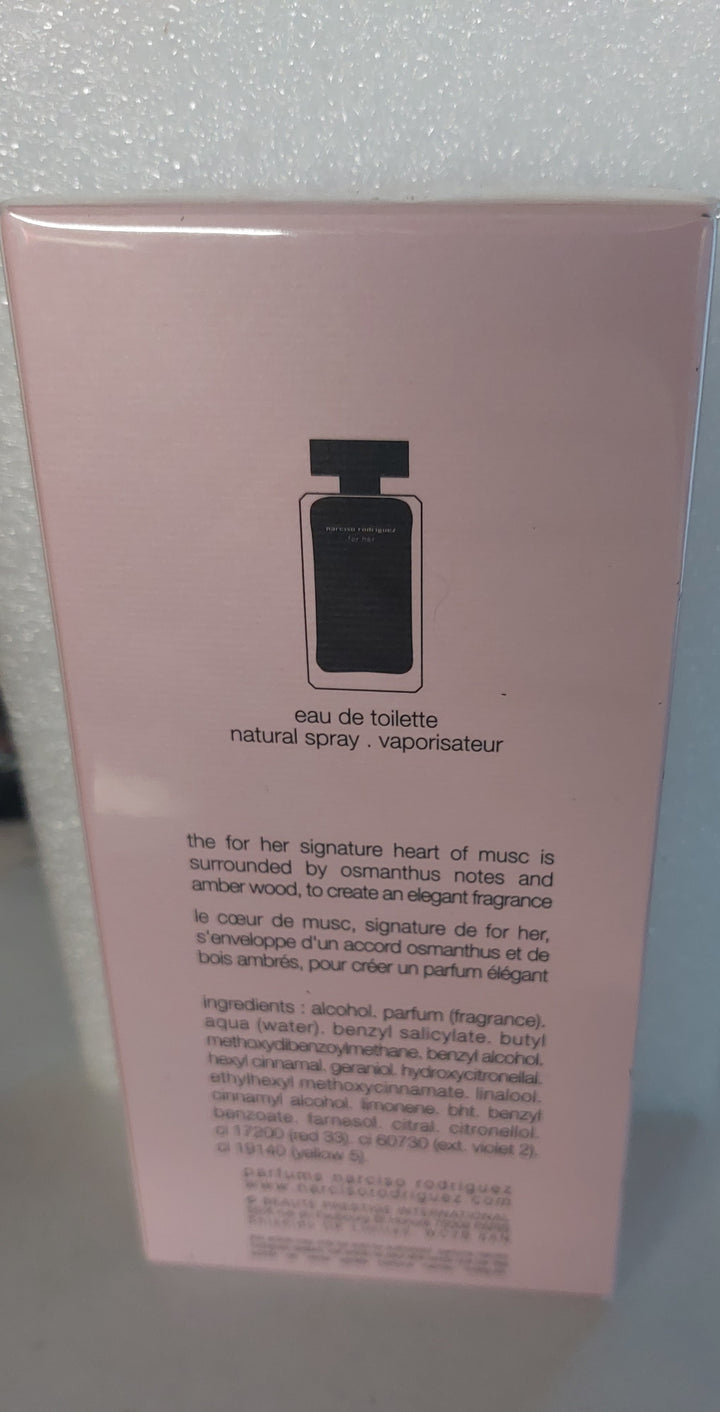 narciso rodriguez
for her
eau de toilette
natural spray . vaporisateur
the for her signature heart of musc is
surrounded by osmanthus notes and
amber wood, to create an elegant fragrance
le cœur de musc, signature de for her,
s'enveloppe d'un accord osmanthus et de
bois ambrés, pour créer un parfum élégant
ingredients : alcohol. parfum (fragrance).
aqua (water). benzyl salicylate. butyl
methoxydibenzoylmethane. benzyl alcohol.
hexyl cinnamal. geraniol. hydroxycitronellal.
ethylhexyl methoxycinnamate. linalool.
cinnamyl alcohol. limonene. bht. benzyl
benzoate. farnesol. citral. citronellol.
ci 17200 (red 33). ci 60730 (ext. violet 2).
ci 19140 (yellow 5).
parfums narciso rodriguez
www.narcisorodriguez.com
© BEAUTE PRESTIGE INTERNATIONAL